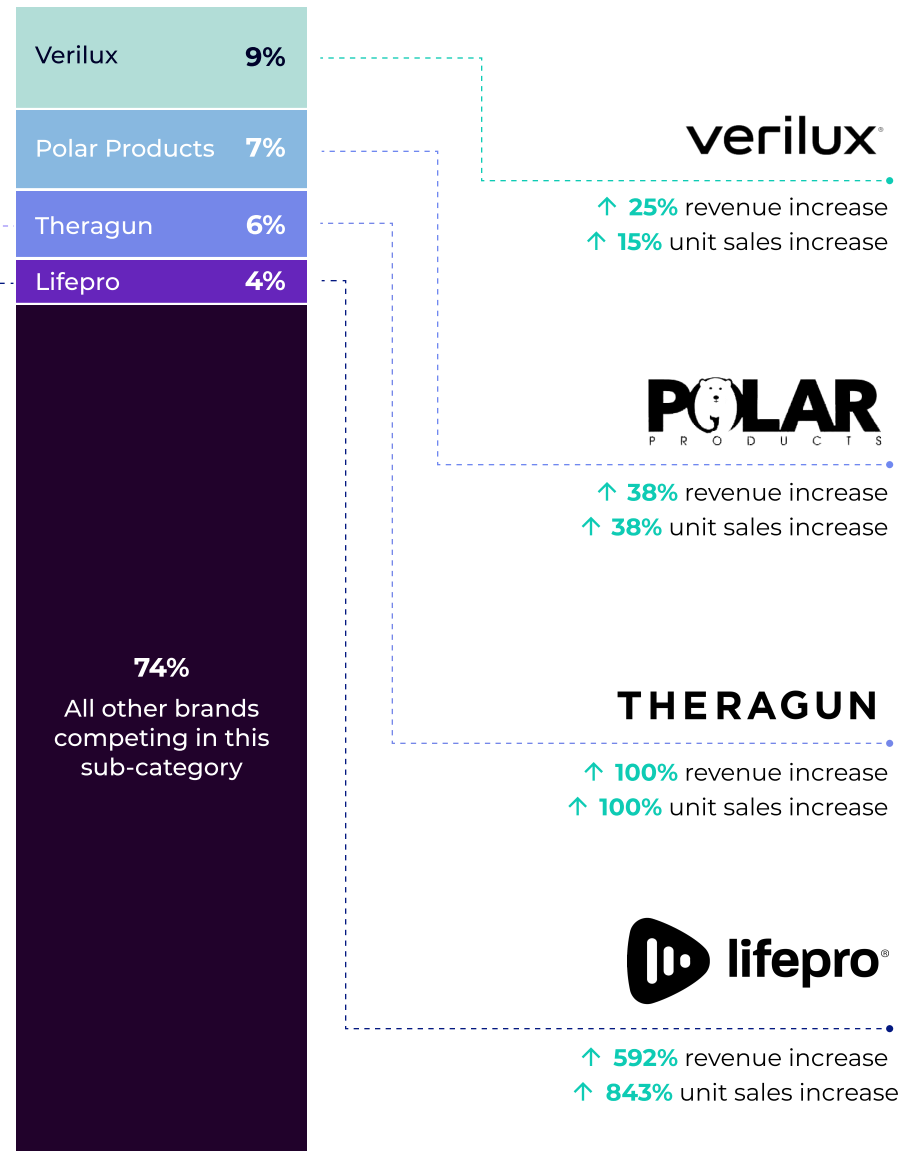 Verilux 9%
Polar Products 7%
Theragun 6%
Lifepro 4%
74%
All other brands
competing in this
sub-category
verilux®
↑ 25% revenue increase
↑ 15% unit sales increase
POLAR
PRODUCTS
↑ 38% revenue increase
↑ 38% unit sales increase
THERAGUN
↑ 100% revenue increase
↑ 100% unit sales increase
lifepro®
↑ 592% revenue increase
↑ 843% unit sales increase